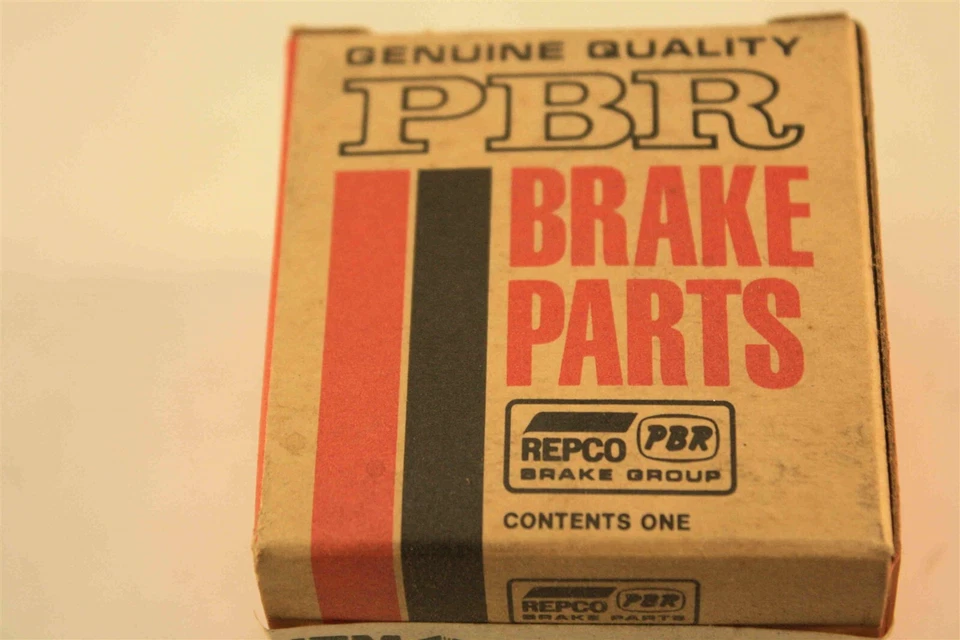 GENUINE QUALITY
PBR
BRAKE
PARTS
REPCO PBR
BRAKE GROUP
CONTENTS ONE
REPCO PBR
BRAKE PARTS